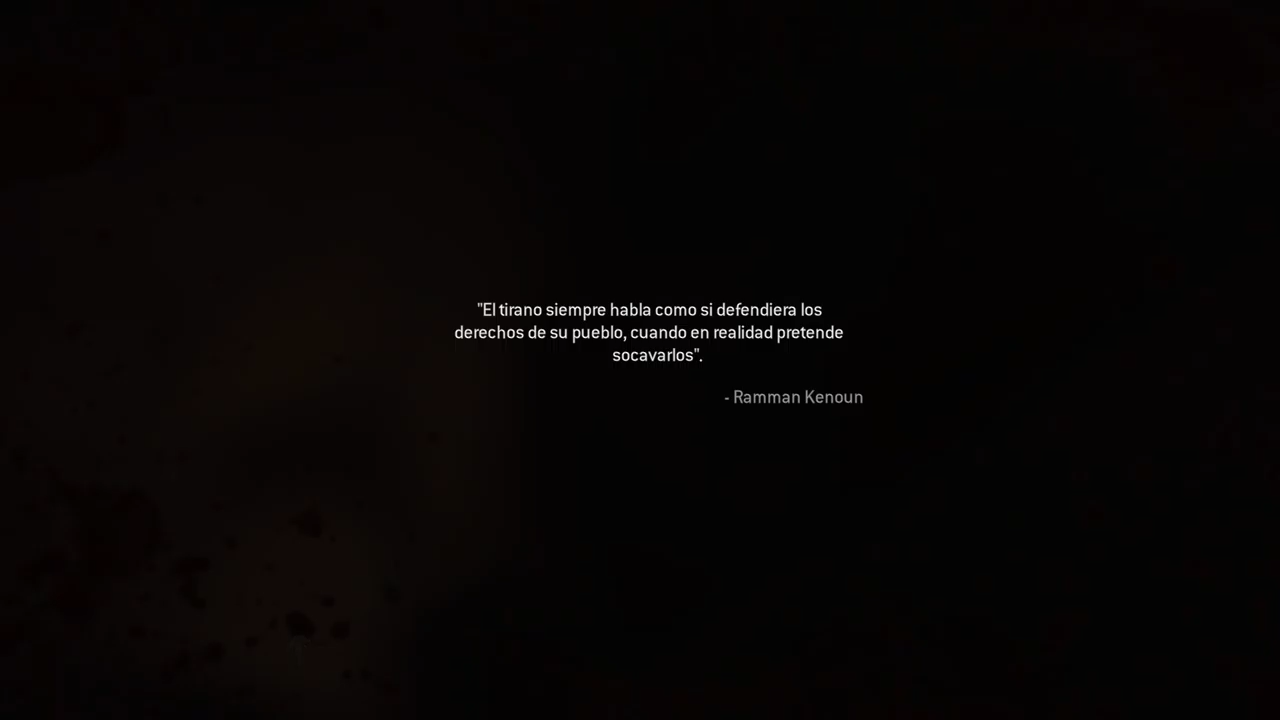 "El tirano siempre habla como si defendiera los
derechos de su pueblo, cuando en realidad pretende
socavarlos".
- Ramman Kenoun